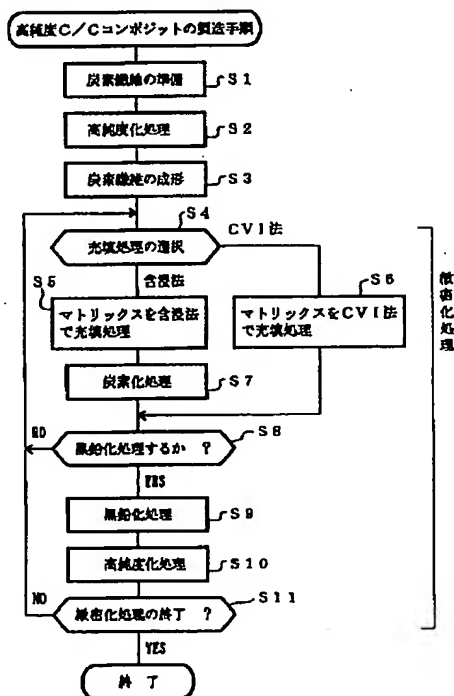 高純度C/Cコンポジットの製造手順
炭素繊維の準備
S1
高純度化処理
S2
炭素繊維の成形
S3
S4
充填処理の選択
CVI法
含浸法
S5
マトリックスを含浸法
で充填処理
S6
マトリックスをCVI法
で充填処理
緻密化処理
炭素化処理
S7
NO
黒鉛化処理するか ?
S8
YES
黒鉛化処理
S9
高純度化処理
S10
NO
緻密化処理の終了 ?
S11
YES
終了